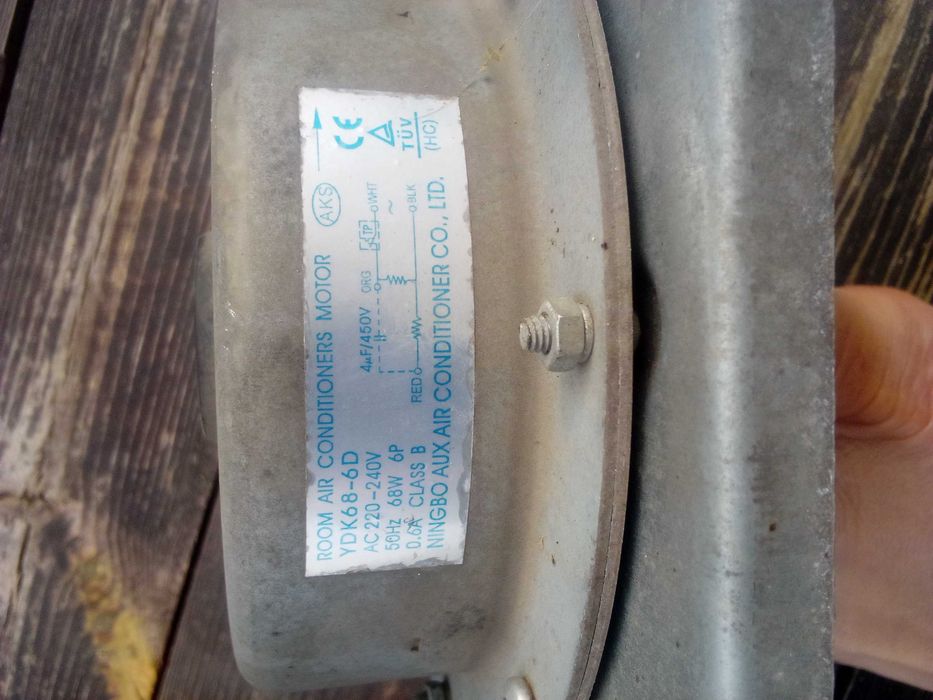 ROOM AIR CONDITIONERS MOTOR AKS
YDK68-6D CE
AC 220-240V 4μF/450V ORG TP WHT
50Hz 68W 6P ~ TÜV
0.6A CLASS B RED BLK (HC)
NINGBO AUX AIR CONDITIONER CO., LTD.